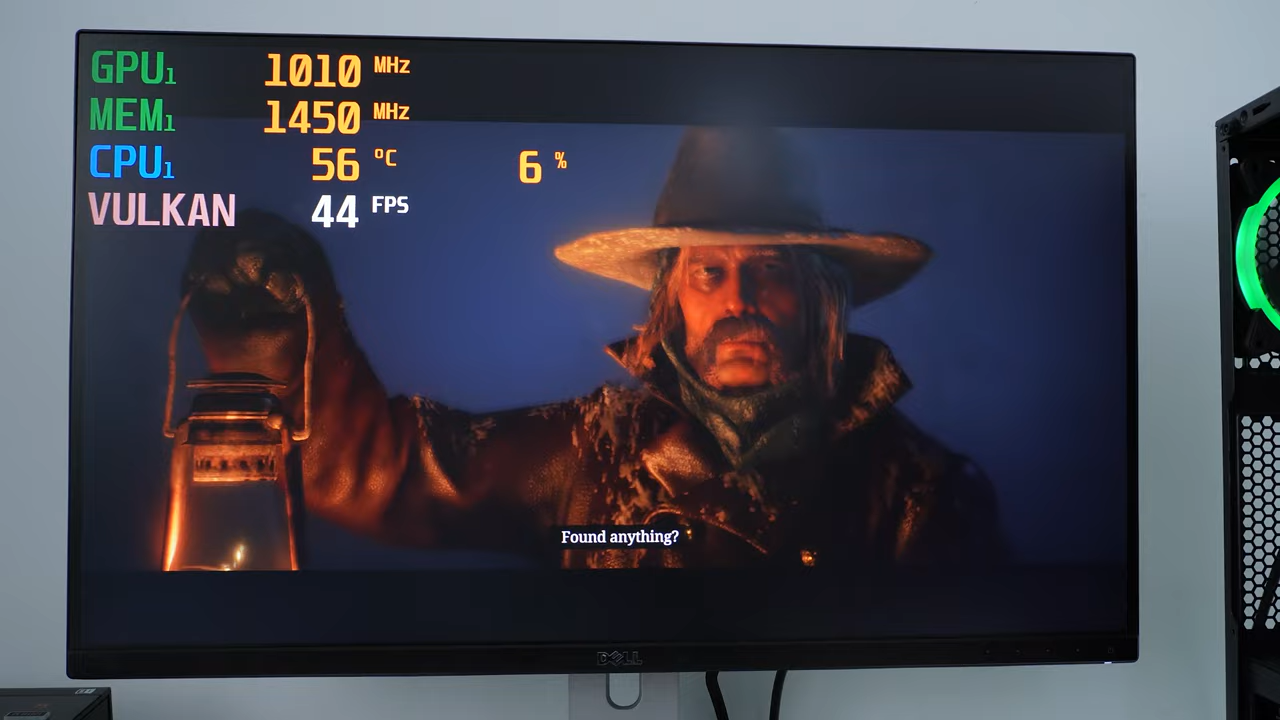 GPU1 1010 MHz
MEM1 1450 MHz
CPU1 56 °C 6 %
VULKAN 44 FPS
Found anything?
DELL